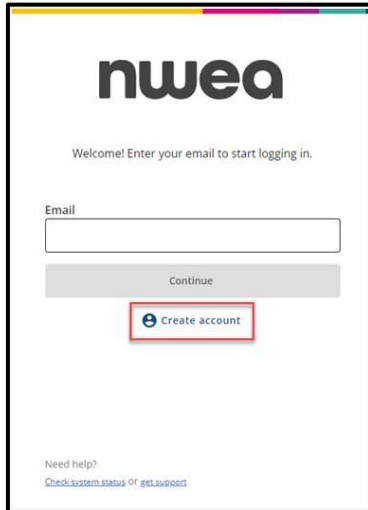 nwea
Welcome! Enter your email to start logging in.
Email
Continue
Create account
Need help?
Check system status or get support